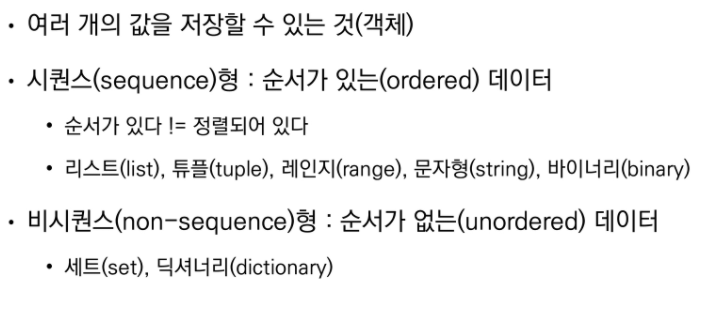 • 여러 개의 값을 저장할 수 있는 것(객체)
• 시퀀스(sequence)형 : 순서가 있는(ordered) 데이터
• 순서가 있다 != 정렬되어 있다
• 리스트(list), 튜플(tuple), 레인지(range), 문자형(string), 바이너리(binary)
• 비시퀀스(non-sequence)형 : 순서가 없는(unordered) 데이터
• 세트(set), 딕셔너리(dictionary)